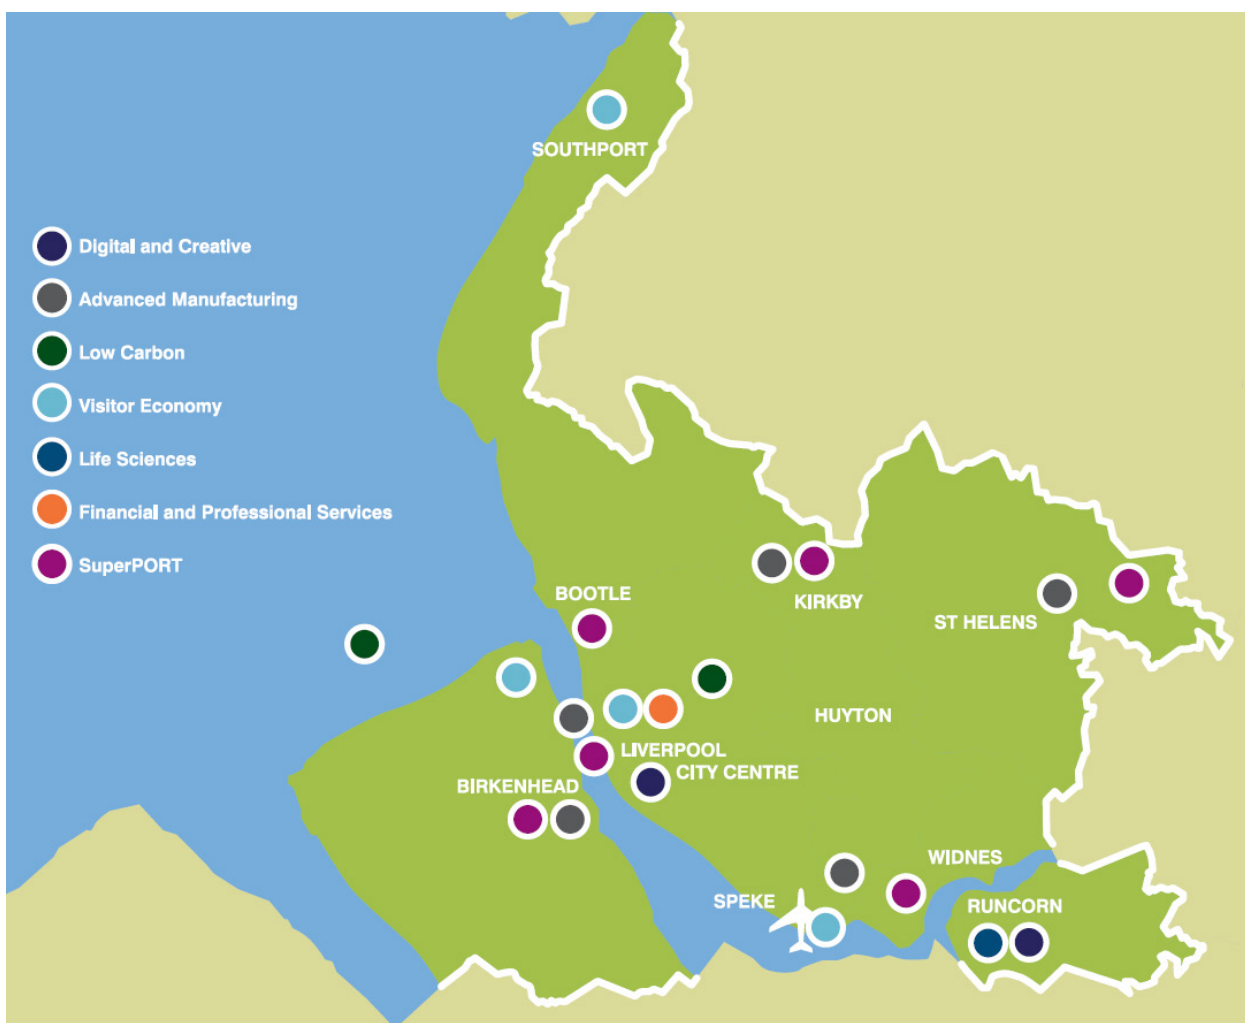 SOUTHPORT
Digital and Creative
Advanced Manufacturing
Low Carbon
Visitor Economy
Life Sciences
Financial and Professional Services
SuperPORT
BOOTLE
KIRKBY
ST HELENS
HUYTON
LIVERPOOL
CITY CENTRE
BIRKENHEAD
WIDNES
SPEKE
RUNCORN